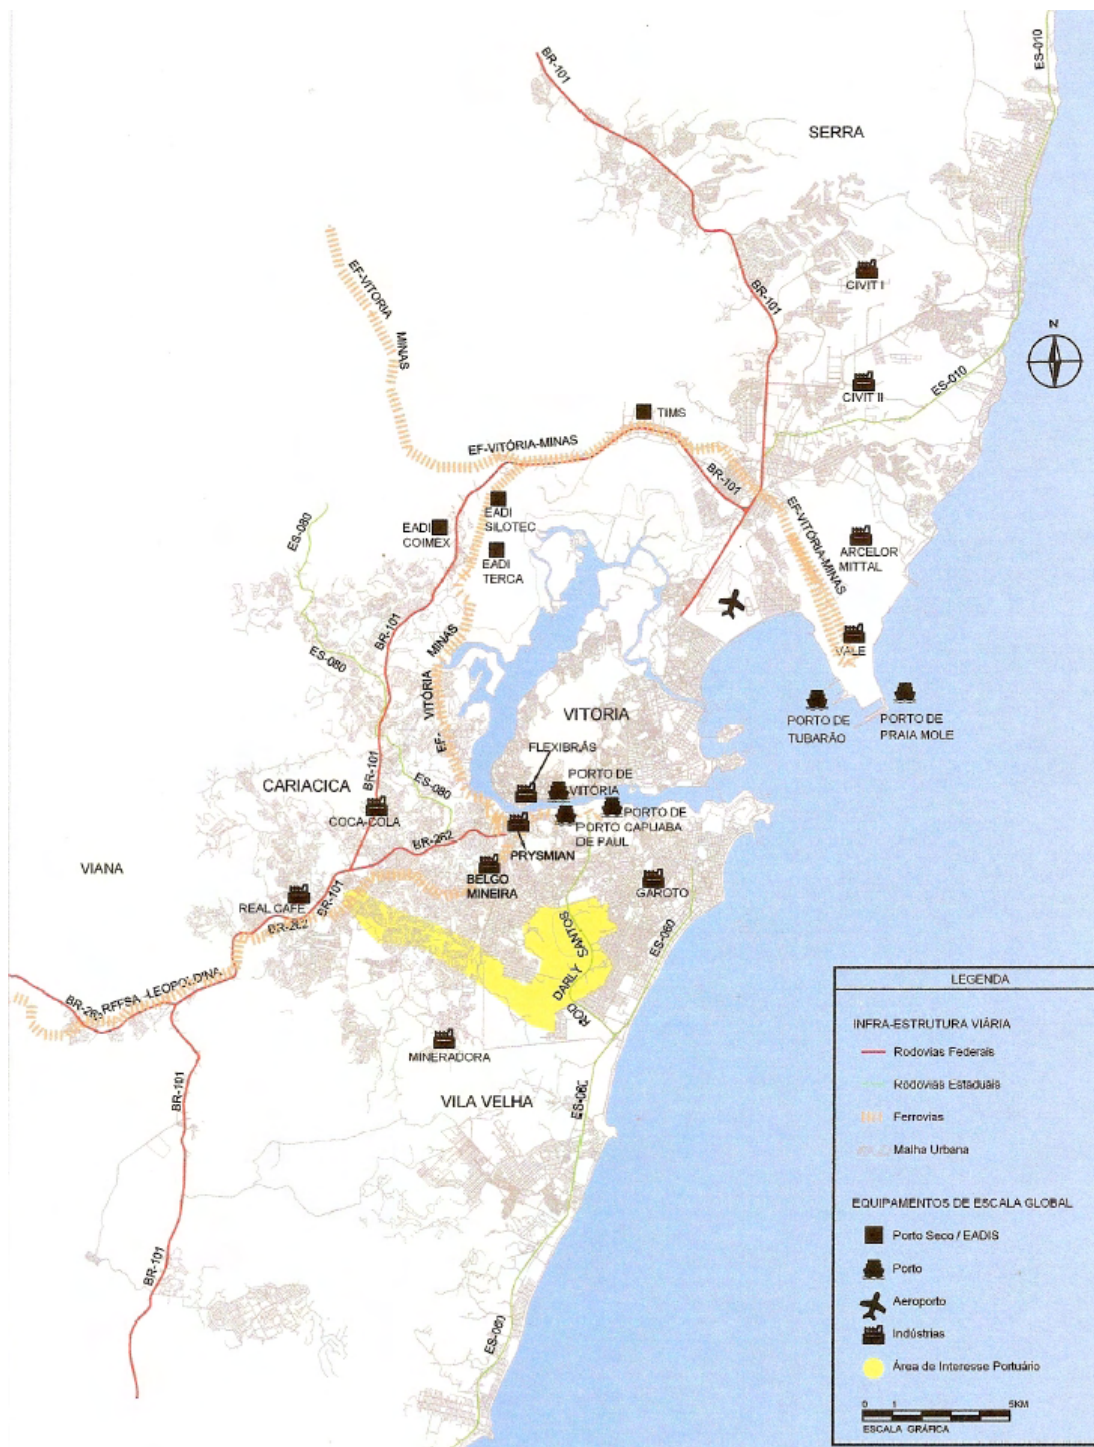 BR-101
ES-010
SERRA
EF-VITORIA
MINAS
BR-101
CIVIT I
N
CIVIT II
ES-010
TIMS
EF-VITÓRIA-MINAS
BR-101
EF-VITÓRIA-MINAS
EADI
SILOTEC
EADI
COIMEX
ES-080
ARCELOR
MITTAL
EADI
TERCA
BR-101
MINAS
VITÓRIA
EF-
ES-080
VALE
PORTO DE
TUBARÃO
PORTO DE
PRAIA MOLE
VITORIA
FLEXIBRÁS
BR-101
CARIACICA
ES-080
PORTO DE
VITÓRIA
COCA-COLA
PORTO DE
CAPUABA
PORTO
DE PAUL
BR-262
PRYSMIAN
VIANA
BELGO
MINEIRA
GAROTO
REAL CAFE
BR-101
BR-262
ROD DARLY SANTOS
ES-060
RFFSA -LEOPOLDINA
MINERADORA
VILA VELHA
BR-101
ES-060
BR-101
ES-060
LEGENDA
INFRA-ESTRUTURA VIÁRIA
Rodovias Federais
Rodovias Estaduais
Ferrovias
Malha Urbana
EQUIPAMENTOS DE ESCALA GLOBAL
Porto Seco / EADIS
Porto
Aeroporto
Indústrias
Área de Interesse Portuário
0 1 5KM
ESCALA GRÁFICA